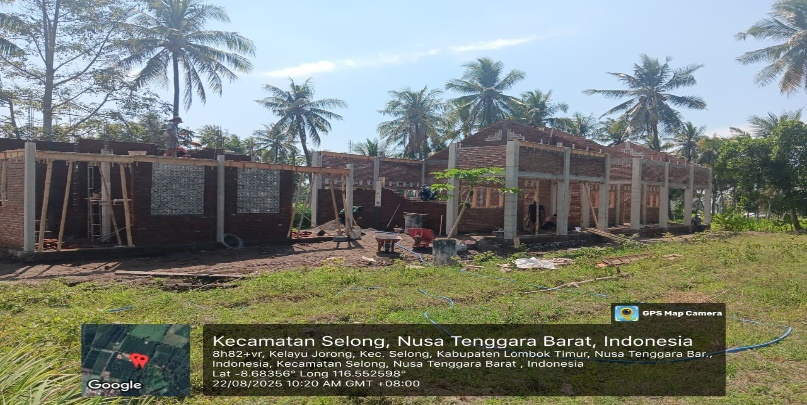 GPS Map Camera
Kecamatan Selong, Nusa Tenggara Barat, Indonesia
8h82+vr, Kelayu Jorong, Kec. Selong, Kabupaten Lombok Timur, Nusa Tenggara Bar.,
Indonesia, Kecamatan Selong, Nusa Tenggara Barat , Indonesia
Lat -8.68356° Long 116.552598°
22/08/2025 10:20 AM GMT +08:00
Google